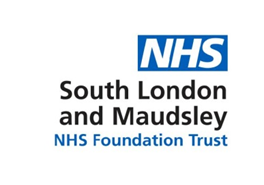 NHS
South London
and Maudsley
NHS Foundation Trust